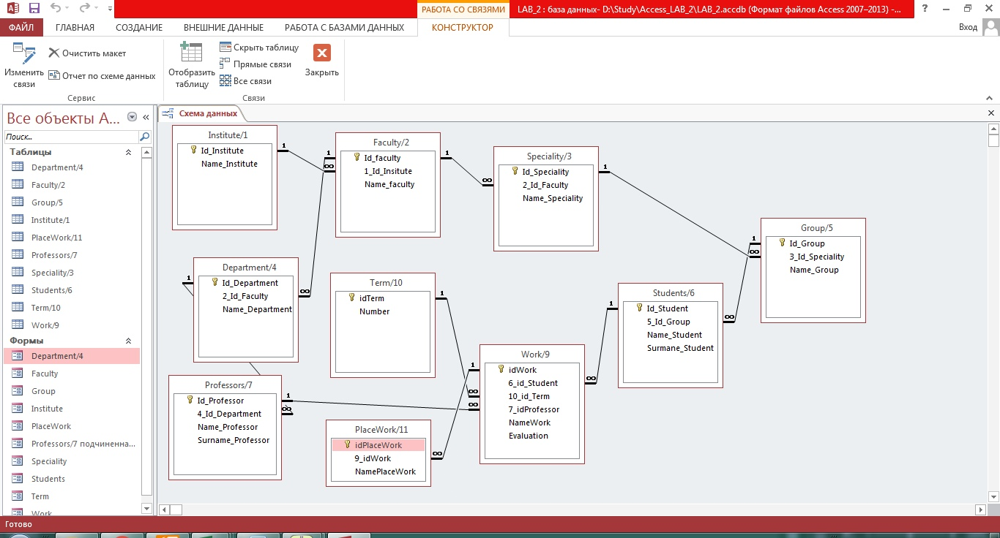 РАБОТА СО СВЯЗЯМИ
LAB_2 : база данных- D:\Study\Access_LAB_2\LAB_2.accdb (Формат файлов Access 2007–2013) -...
ФАЙЛ ГЛАВНАЯ СОЗДАНИЕ ВНЕШНИЕ ДАННЫЕ РАБОТА С БАЗАМИ ДАННЫХ КОНСТРУКТОР Вход
Изменить связи
Очистить макет
Отчет по схеме данных
Сервис
Отобразить таблицу
Скрыть таблицу
Прямые связи
Все связи
Связи
Закрыть
Все объекты A...
Поиск...
Таблицы
Department/4
Faculty/2
Group/5
Institute/1
PlaceWork/11
Professors/7
Speciality/3
Students/6
Term/10
Work/9
Формы
Department/4
Faculty
Group
Institute
PlaceWork
Professors/7 подчиненна...
Speciality
Students
Term
Work
Схема данных
Institute/1
Id_Institute
Name_Institute
1
Faculty/2
1
∞
Id_faculty
1_Id_Insitute
Name_faculty
1
Speciality/3
∞
Id_Speciality
2_Id_Faculty
Name_Speciality
1
Group/5
1
∞
Id_Group
3_Id_Speciality
Name_Group
Department/4
1
Id_Department
2_Id_Faculty
Name_Department
∞
Term/10
idTerm
Number
1
Students/6
1
Id_Student
5_Id_Group
Name_Student
Surmane_Student
∞
Work/9
1
∞
∞
idWork
6_id_Student
10_id_Term
7_idProfessor
NameWork
Evaluation
∞
Professors/7
Id_Professor
4_Id_Department
Name_Professor
Surname_Professor
1
∞
PlaceWork/11
idPlaceWork
9_idWork
NamePlaceWork
∞
Готово